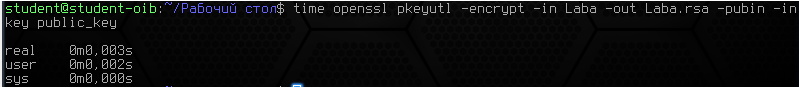 student@student-oib:~/Рабочий стол$ time openssl pkeyutl -encrypt -in Laba -out Laba.rsa -pubin -in
key public_key
real 0m0,003s
user 0m0,002s
sys 0m0,000s